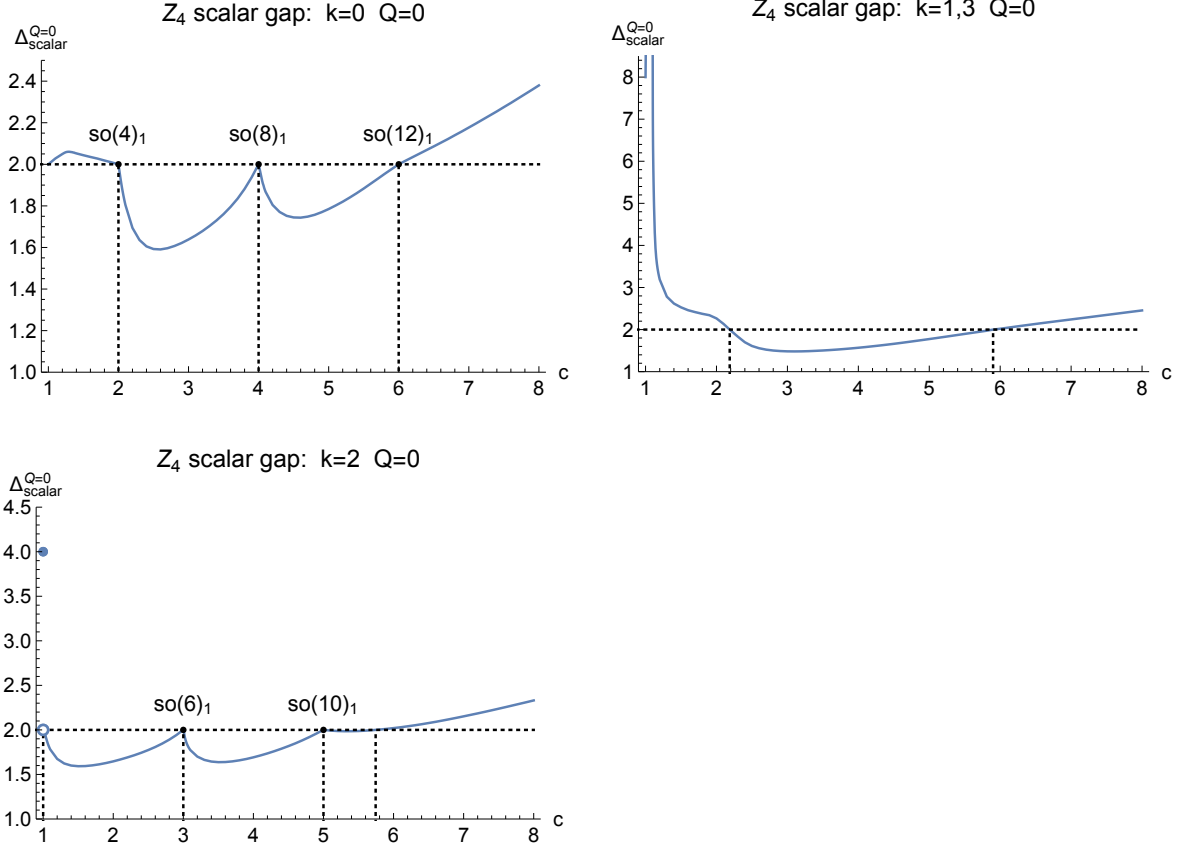 Z4 scalar gap: k=0 Q=0
Δ^{Q=0}_{scalar}
2.4
2.2
2.0
1.8
1.6
1.4
1.2
1.0
so(4)₁ so(8)₁ so(12)₁
1 2 3 4 5 6 7 8 c
Z4 scalar gap: k=1,3 Q=0
Δ^{Q=0}_{scalar}
8
7
6
5
4
3
2
1
1 2 3 4 5 6 7 8 c
Z4 scalar gap: k=2 Q=0
Δ^{Q=0}_{scalar}
4.5
4.0
3.5
3.0
2.5
2.0
1.5
1.0
so(6)₁ so(10)₁
1 2 3 4 5 6 7 8 c